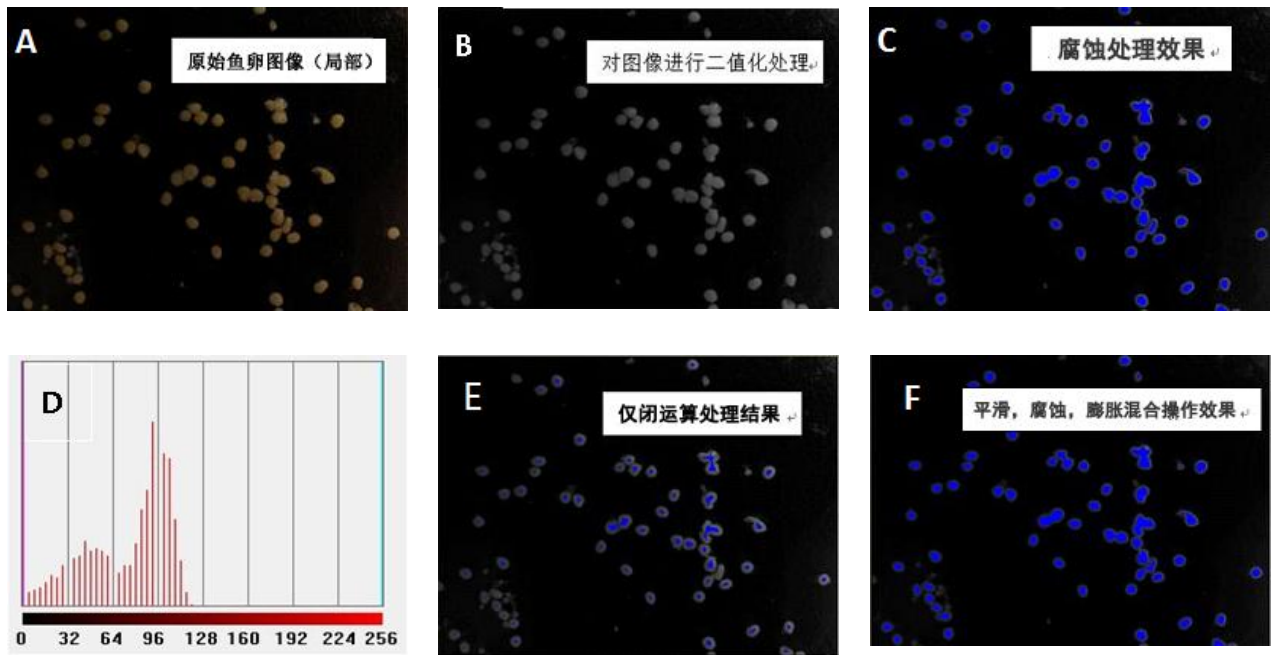 A
原始鱼卵图像（局部）
B
对图像进行二值化处理
C
腐蚀处理效果
D
0 32 64 96 128 160 192 224 256
E
仅闭运算处理结果
F
平滑，腐蚀，膨胀混合操作效果